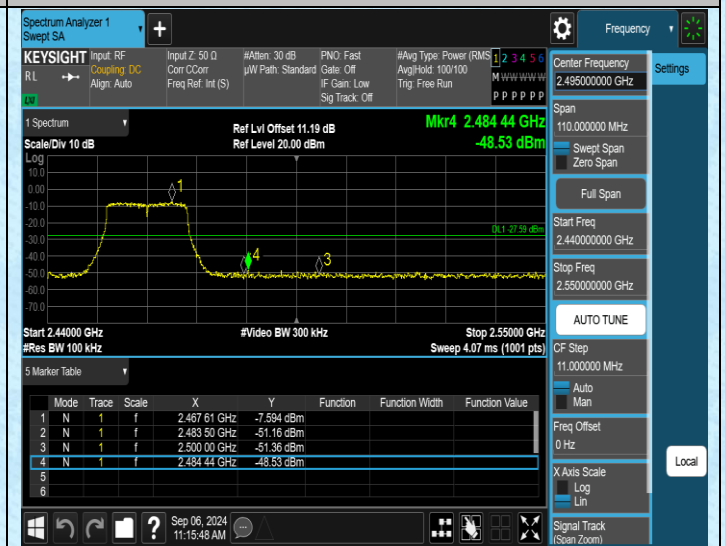 Spectrum Analyzer 1
Swept SA
Frequency
KEYSIGHT
R L
Input: RF
Coupling: DC
Align: Auto
Input Z: 50 Ω
Corr CCorr
Freq Ref: Int (S)
#Atten: 30 dB
µW Path: Standard
PNO: Fast
Gate: Off
IF Gain: Low
Sig Track: Off
#Avg Type: Power (RMS)
Avg|Hold: 100/100
Trig: Free Run
1 2 3 4 5 6
M W W W W W
P P P P P P
LXI
1 Spectrum
Scale/Div 10 dB
Ref Lvl Offset 11.19 dB
Ref Level 20.00 dBm
Mkr4 2.484 44 GHz
-48.53 dBm
Log
10.0
0.00
-10.0
-20.0
-30.0
-40.0
-50.0
-60.0
-70.0
1
4
3
DL1 -27.59 dBm
Start 2.44000 GHz
#Res BW 100 kHz
#Video BW 300 kHz
Stop 2.55000 GHz
Sweep 4.07 ms (1001 pts)
5 Marker Table
Mode Trace Scale X Y Function Function Width Function Value
1 N 1 f 2.467 61 GHz -7.594 dBm
2 N 1 f 2.483 50 GHz -51.16 dBm
3 N 1 f 2.500 00 GHz -51.36 dBm
4 N 1 f 2.484 44 GHz -48.53 dBm
5
6
Sep 06, 2024
11:15:48 AM
Center Frequency
2.495000000 GHz
Settings
Span
110.000000 MHz
Swept Span
Zero Span
Full Span
Start Freq
2.440000000 GHz
Stop Freq
2.550000000 GHz
AUTO TUNE
CF Step
11.000000 MHz
Auto
Man
Freq Offset
0 Hz
X Axis Scale
Log
Lin
Signal Track
(Span Zoom)
Local